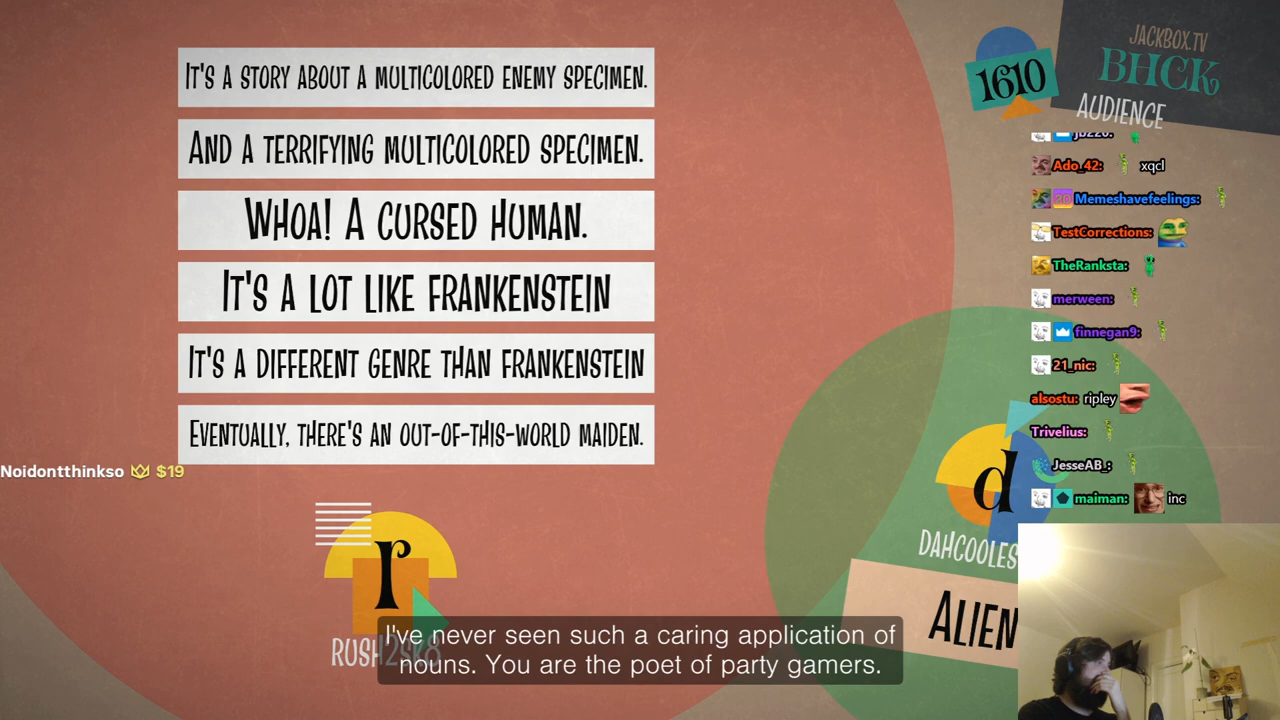 IT'S A STORY ABOUT A MULTICOLORED ENEMY SPECIMEN.
AND A TERRIFYING MULTICOLORED SPECIMEN.
WHOA! A CURSED HUMAN.
IT'S A LOT LIKE FRANKENSTEIN
IT'S A DIFFERENT GENRE THAN FRANKENSTEIN
EVENTUALLY, THERE'S AN OUT-OF-THIS-WORLD MAIDEN.
Noidontthinkso $19
r
RUSH2SK8
I've never seen such a caring application of
nouns. You are the poet of party gamers.
d
DAHCOOLES
ALIEN
1610
JACKBOX.TV
BHCK
AUDIENCE
jb220:
Ado_42: xqcl
Memeshavefeelings:
TestCorrections:
TheRanksta:
merween:
finnegan9:
21_nic:
alsostu: ripley
Trivelius:
JesseAB_:
maiman: inc